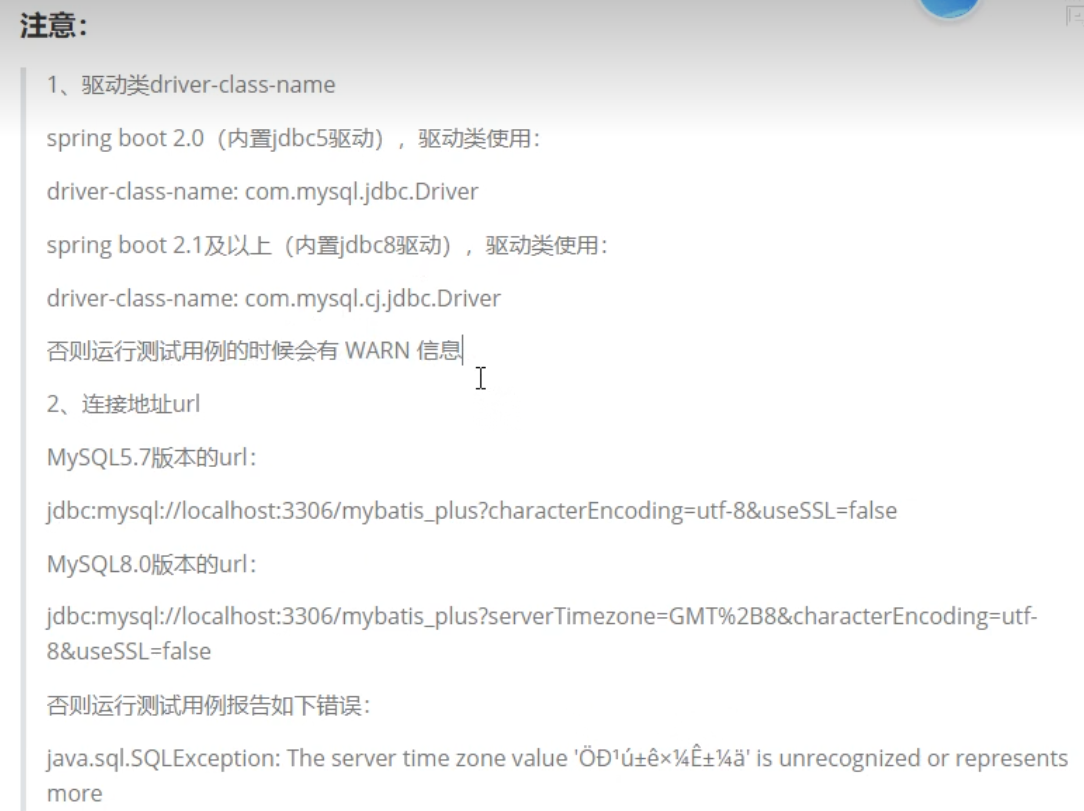 注意：
1、驱动类driver-class-name
spring boot 2.0（内置jdbc5驱动），驱动类使用：
driver-class-name: com.mysql.jdbc.Driver
spring boot 2.1及以上（内置jdbc8驱动），驱动类使用：
driver-class-name: com.mysql.cj.jdbc.Driver
否则运行测试用例的时候会有 WARN 信息
2、连接地址url
MySQL5.7版本的url：
jdbc:mysql://localhost:3306/mybatis_plus?characterEncoding=utf-8&useSSL=false
MySQL8.0版本的url：
jdbc:mysql://localhost:3306/mybatis_plus?serverTimezone=GMT%2B8&characterEncoding=utf-
8&useSSL=false
否则运行测试用例报告如下错误：
java.sql.SQLException: The server time zone value 'ÖÐ¹ú±ê×¼Ê±¼ä' is unrecognized or represents
more